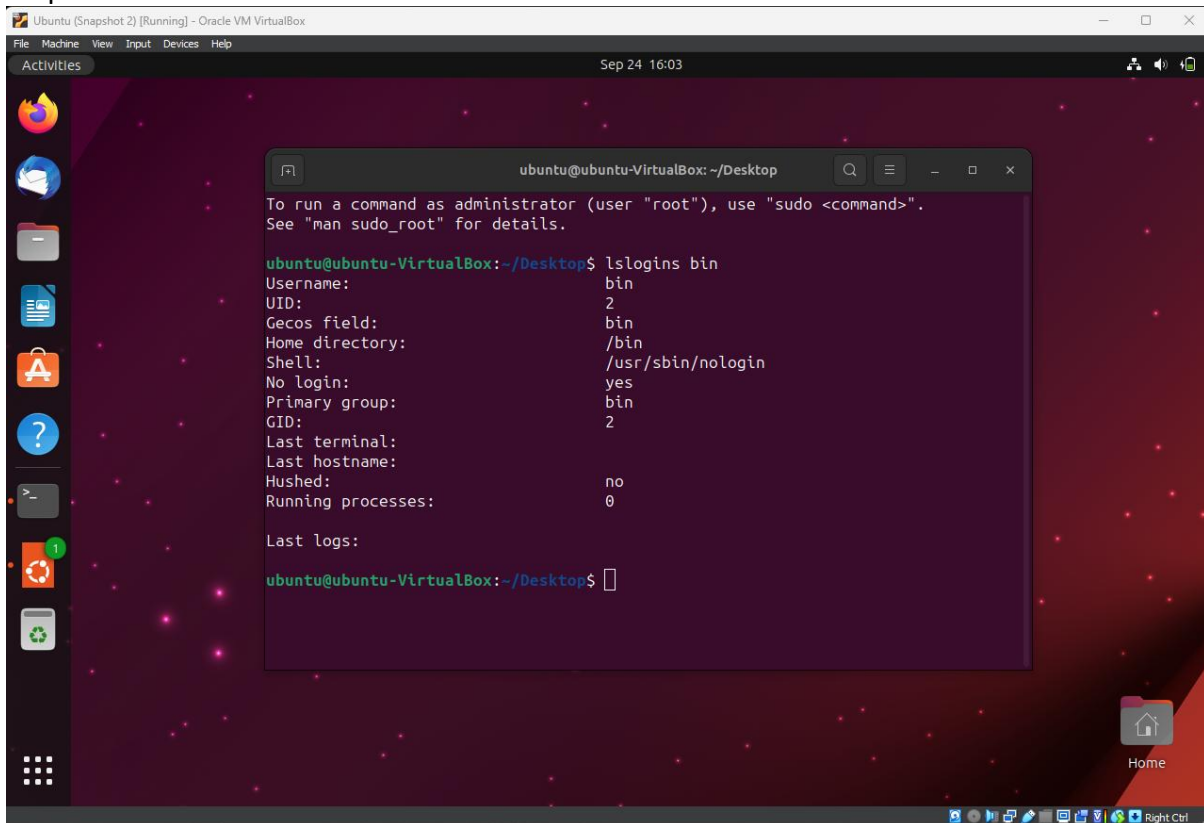 Ubuntu (Snapshot 2) [Running] - Oracle VM VirtualBox
File Machine View Input Devices Help
Activities Sep 24 16:03
ubuntu@ubuntu-VirtualBox: ~/Desktop
To run a command as administrator (user "root"), use "sudo <command>".
See "man sudo_root" for details.
ubuntu@ubuntu-VirtualBox:~/Desktop$ lslogins bin
Username: bin
UID: 2
Gecos field: bin
Home directory: /bin
Shell: /usr/sbin/nologin
No login: yes
Primary group: bin
GID: 2
Last terminal:
Last hostname:
Hushed: no
Running processes: 0
Last logs:
ubuntu@ubuntu-VirtualBox:~/Desktop$
1
Home
Right Ctrl